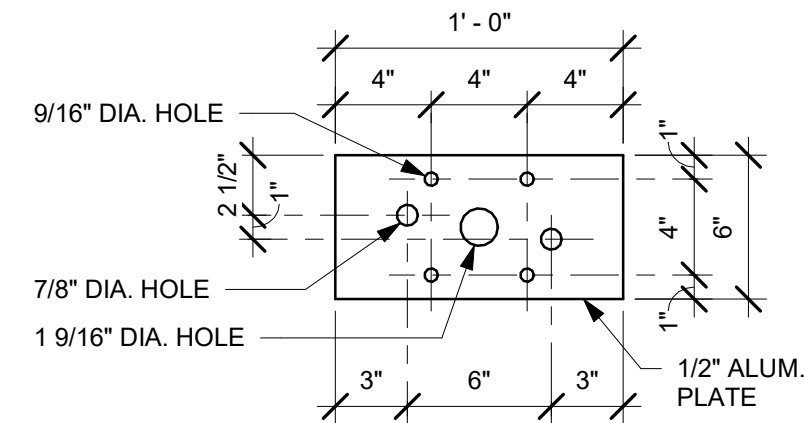 1' - 0"
4" 4" 4"
9/16" DIA. HOLE
2 1/2"
1"
1"
4"
6"
1"
7/8" DIA. HOLE
1 9/16" DIA. HOLE
3" 6" 3"
1/2" ALUM.
PLATE